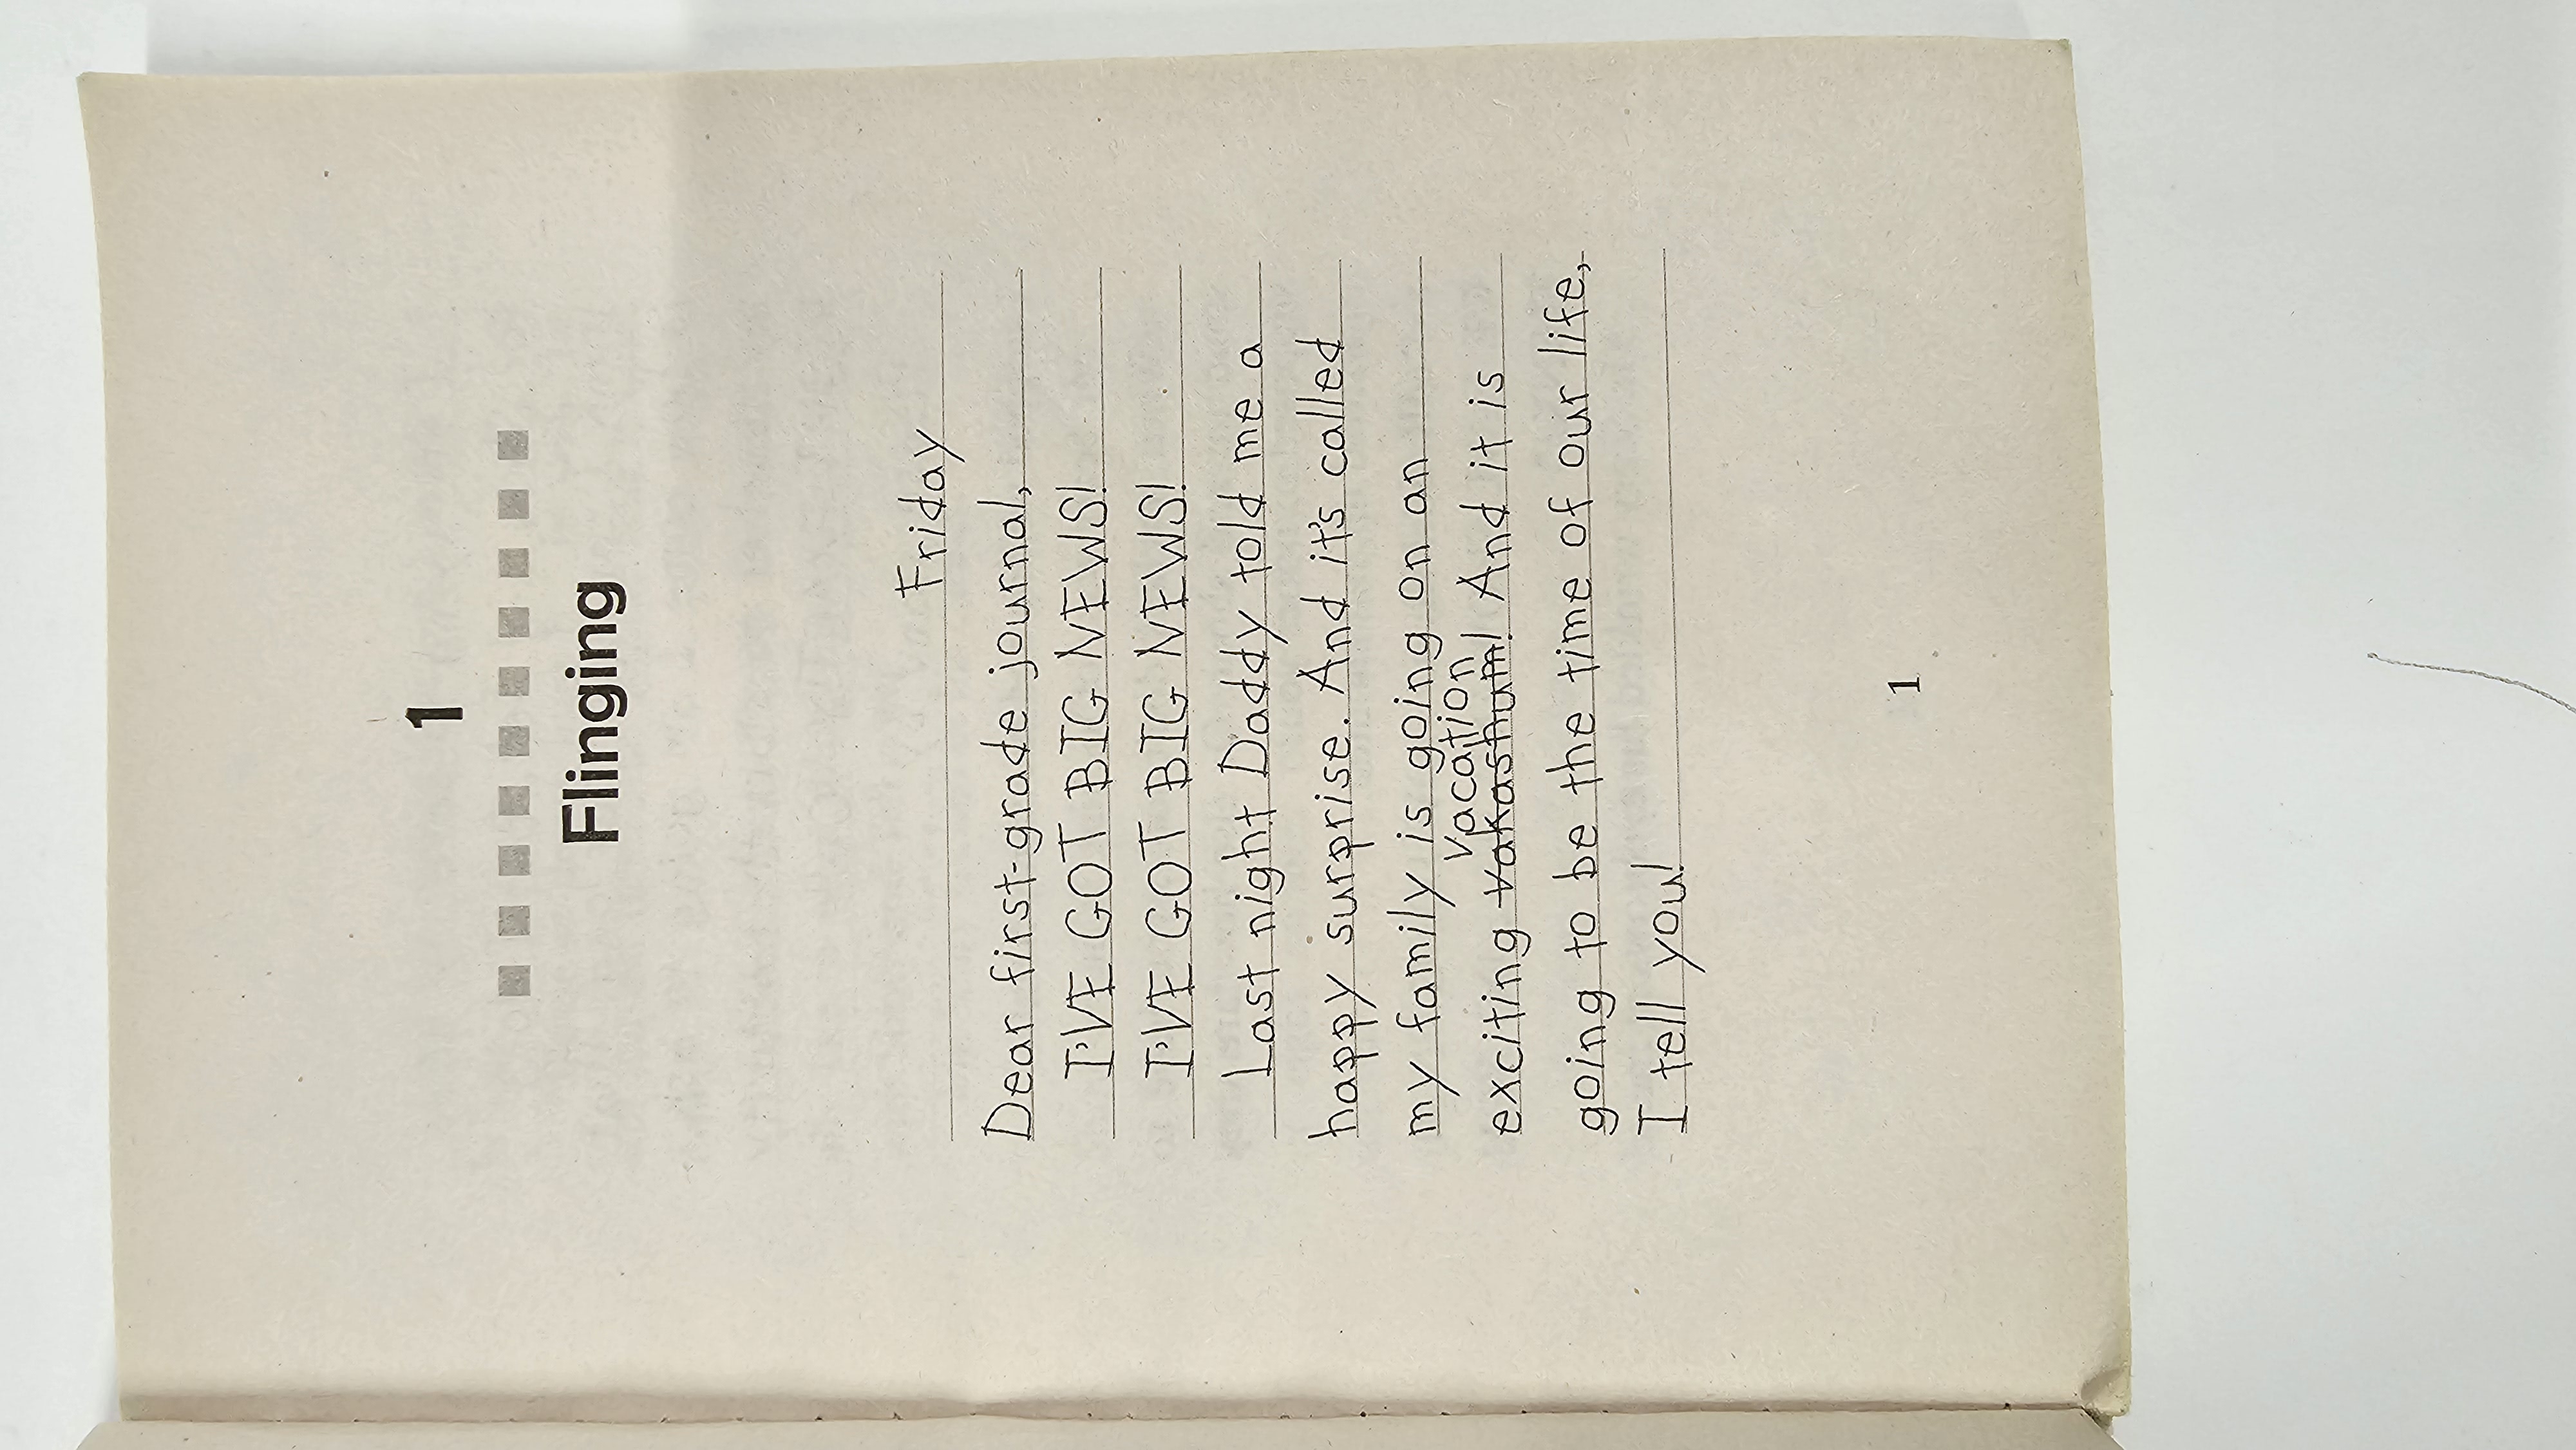 1
Flinging
Friday
Dear first-grade journal,
I'VE GOT BIG NEWS!
I'VE GOT BIG NEWS!
Last night Daddy told me a
happy surprise. And it's called
my family is going on an
vacation
exciting vakashum! And it is
going to be the time of our life,
I tell you!
1